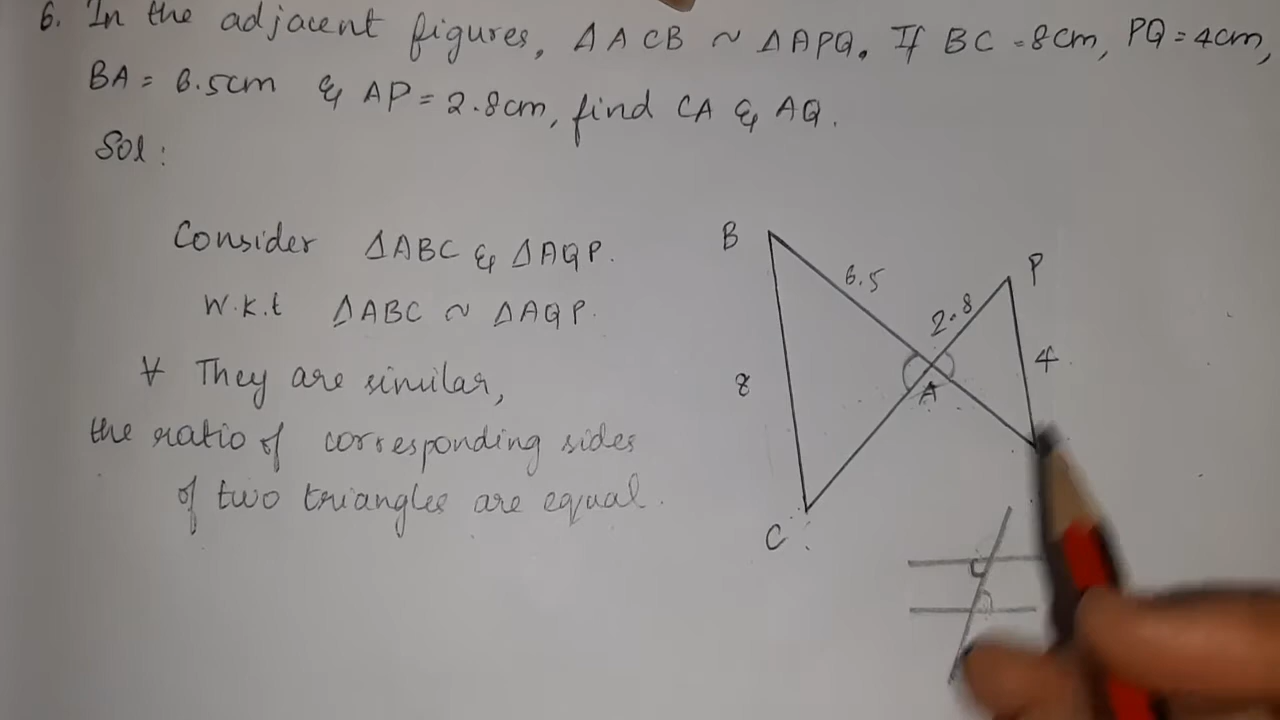 6. In the adjacent figures, ΔACB ~ ΔAPQ. If BC = 8cm, PQ = 4cm,
BA = 6.5cm & AP = 2.8cm, find CA & AQ.
Sol:
Consider ΔABC & ΔAQP.
W.k.t ΔABC ~ ΔAQP.
∀ They are similar,
the ratio of corresponding sides
of two triangles are equal.
B
6.5
P
2.8
8
4
A
C